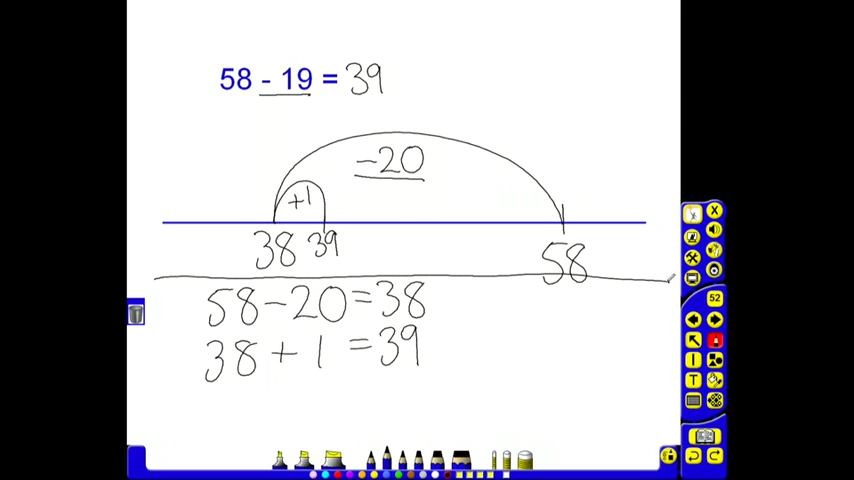 58 - 19 = 39
-20
+1
38 39 58
58-20=38
38 + 1 =39
52